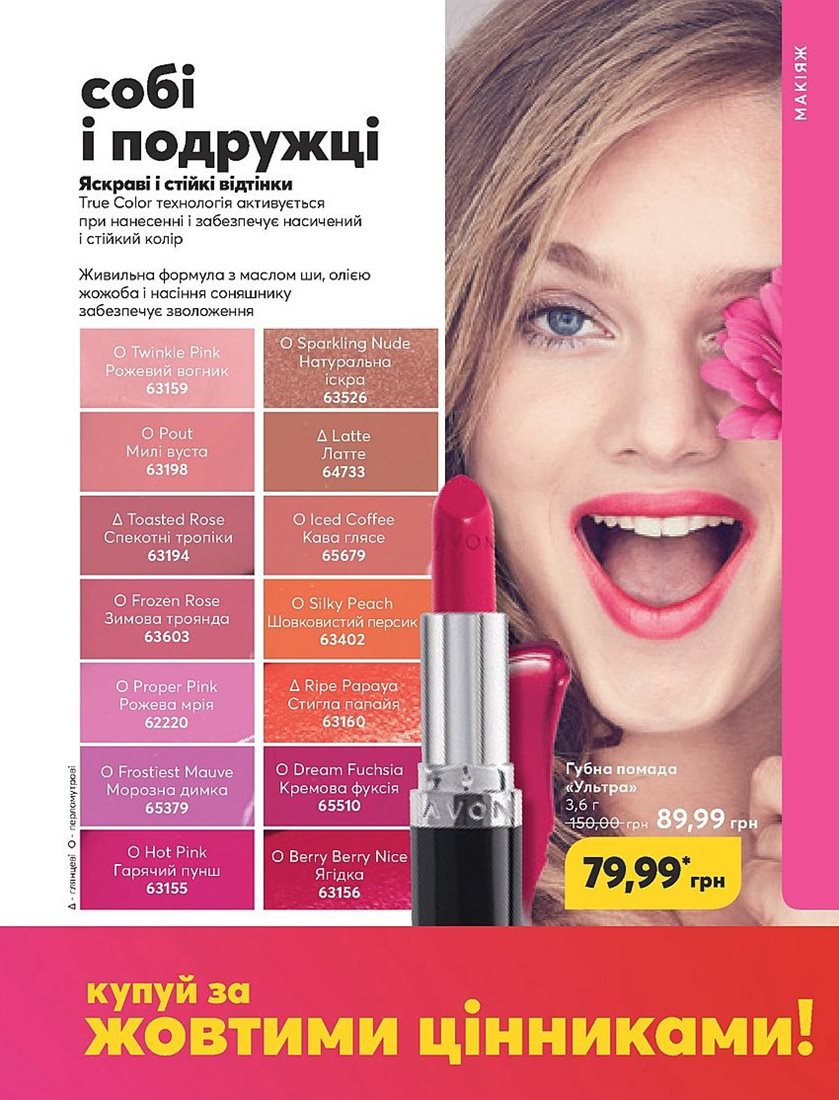 МАКІЯЖ
собі
і подружці
Яскраві і стійкі відтінки
True Color технологія активується
при нанесенні і забезпечує насичений
і стійкий колір
Живильна формула з маслом ши, олією
жожоба і насіння соняшнику
забезпечує зволоження
O Twinkle Pink
Рожевий вогник
63159
O Sparkling Nude
Натуральна
іскра
63526
O Pout
Милі вуста
63198
Δ Latte
Латте
64733
Δ Toasted Rose
Спекотні тропіки
63194
O Iced Coffee
Кава глясе
65679
O Frozen Rose
Зимова троянда
63603
O Silky Peach
Шовковистий персик
63402
O Proper Pink
Рожева мрія
62220
Δ Ripe Papaya
Стигла папайя
63160
O Frostiest Mauve
Морозна димка
65379
O Dream Fuchsia
Кремова фуксія
65510
O Hot Pink
Гарячий пунш
63155
O Berry Berry Nice
Ягідка
63156
Δ - глянцеві O - перламутрові
AVON
AVON
Губна помада
«Ультра»
3,6 г
150,00 грн 89,99 грн
79,99* грн
купуй за
жовтими цінниками!